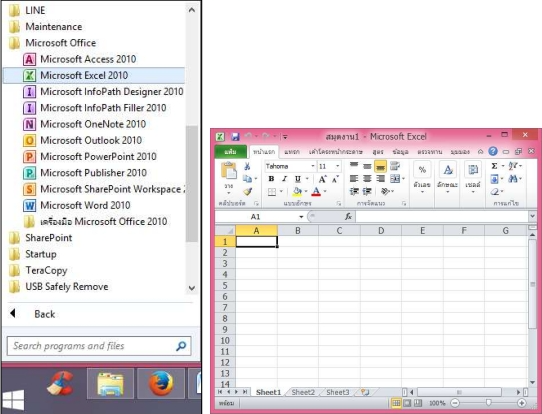 LINE
Maintenance
Microsoft Office
Microsoft Access 2010
Microsoft Excel 2010
Microsoft InfoPath Designer 2010
Microsoft InfoPath Filler 2010
Microsoft OneNote 2010
Microsoft Outlook 2010
Microsoft PowerPoint 2010
Microsoft Publisher 2010
Microsoft SharePoint Workspace 2
Microsoft Word 2010
เครื่องมือ Microsoft Office 2010
SharePoint
Startup
TeraCopy
USB Safely Remove
Back
Search programs and files
สมุดงาน1 - Microsoft Excel
แฟ้ม หน้าแรก แทรก เค้าโครงหน้ากระดาษ สูตร ข้อมูล ตรวจทาน มุมมอง
Tahoma 11
วาง B I U A A % ตัวเลข ลักษณะ เซลล์ Σ
คลิปบอร์ด แบบอักษร การจัดแนว การแก้ไข
A1 fx
A B C D E F G
1
2
3
4
5
6
7
8
9
10
11
12
13
14
Sheet1 Sheet2 Sheet3
พร้อม 100%